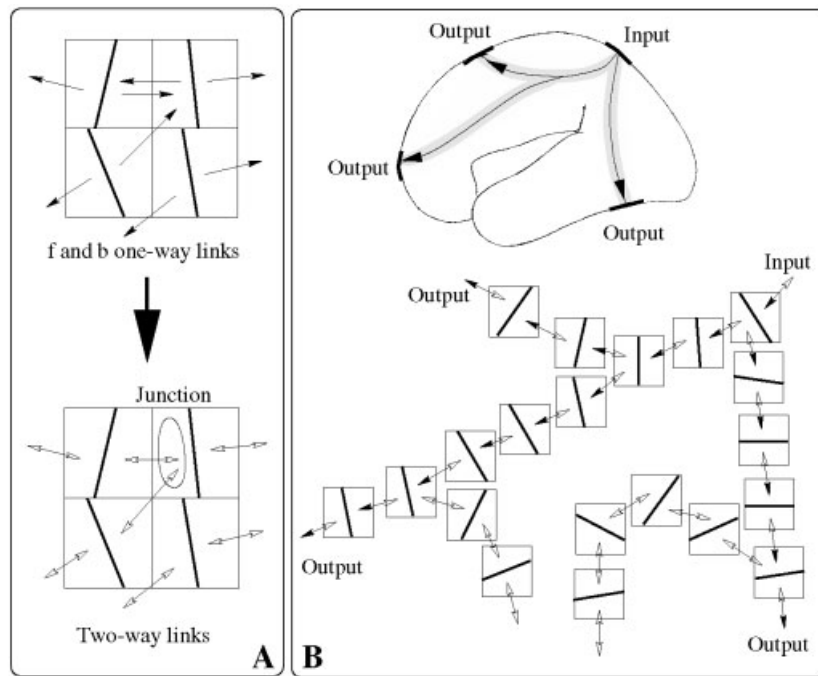 f and b one-way links
Junction
Two-way links
A
Output
Input
Output
Output
Output
Input
Output
Output
B